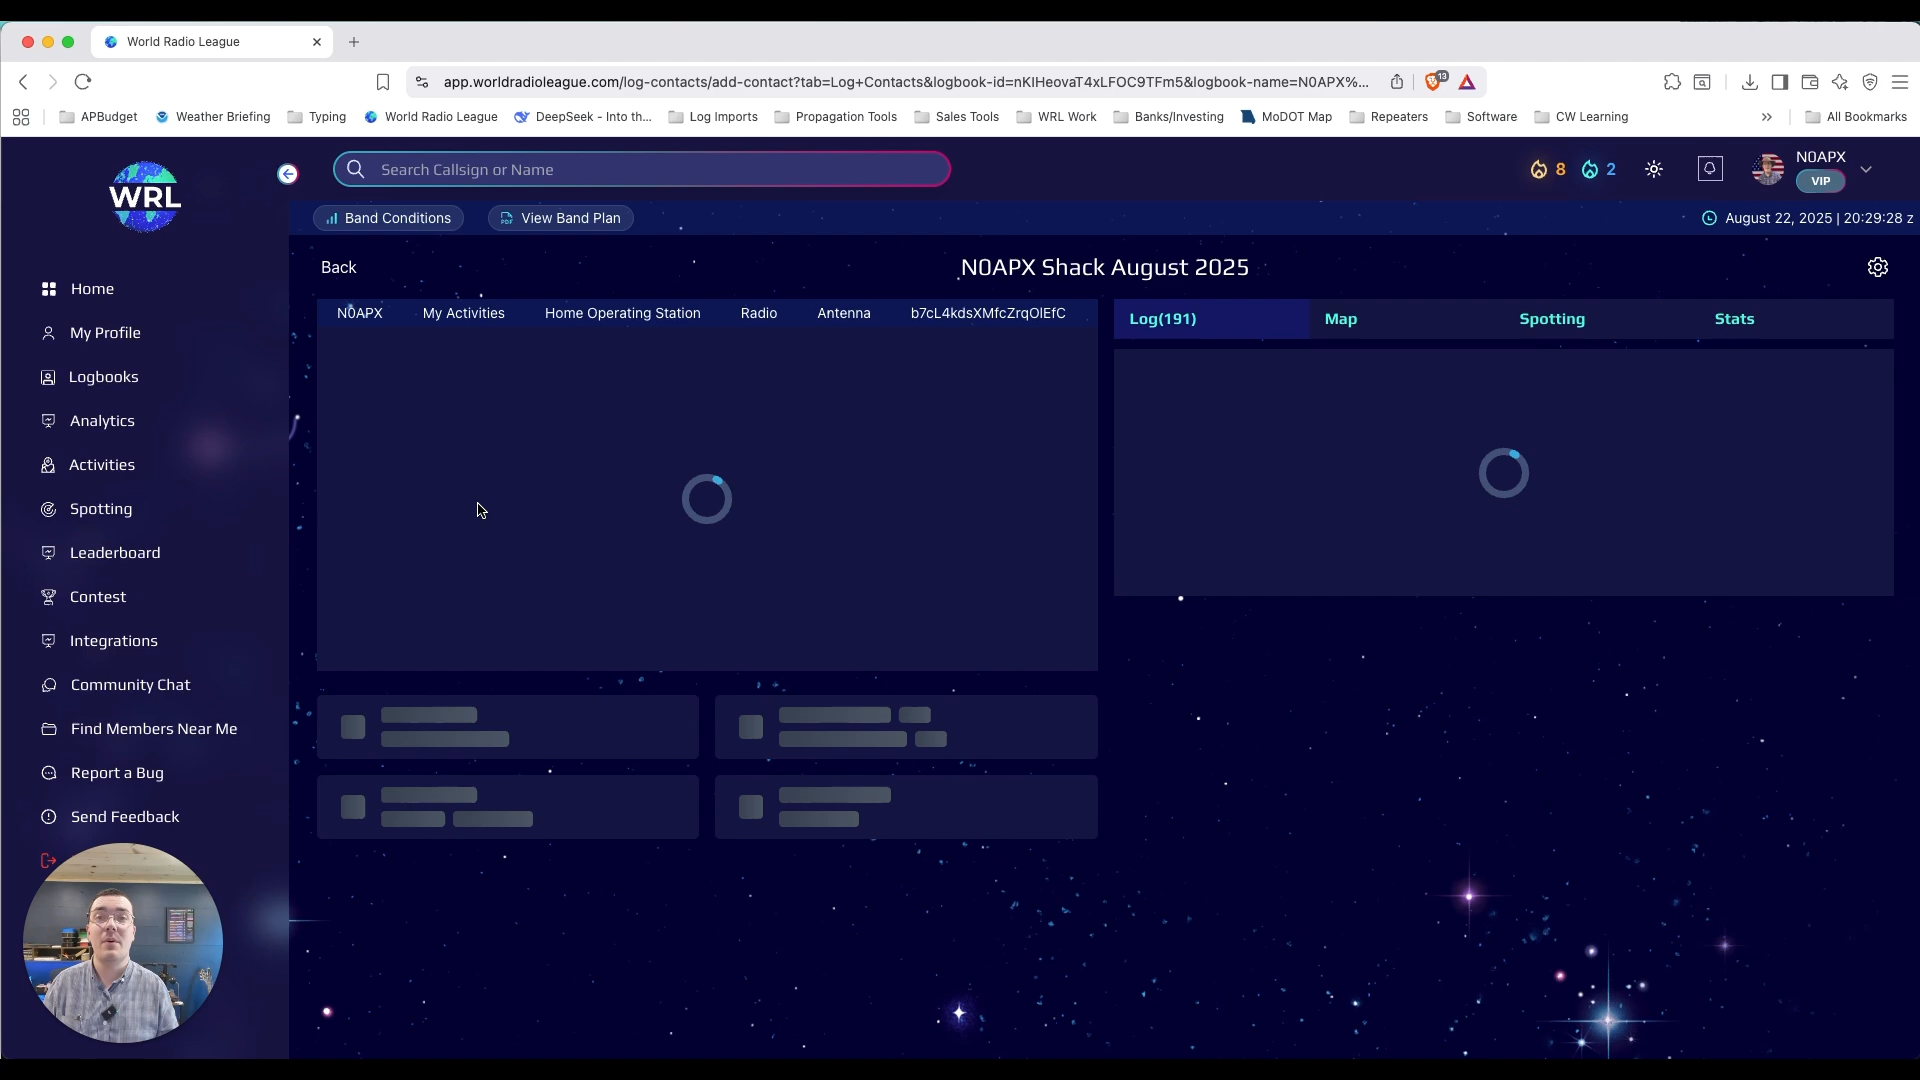 World Radio League
app.worldradioleague.com/log-contacts/add-contact?tab=Log+Contacts&logbook-id=nKIHeovaT4xLFOC9TFm5&logbook-name=N0APX%...
13
APBudget
Weather Briefing
Typing
World Radio League
DeepSeek - Into th...
Log Imports
Propagation Tools
Sales Tools
WRL Work
Banks/Investing
MoDOT Map
Repeaters
Software
CW Learning
All Bookmarks
WRL
Search Callsign or Name
8
2
N0APX
VIP
Band Conditions
View Band Plan
August 22, 2025 | 20:29:28 z
Back
N0APX Shack August 2025
N0APX
My Activities
Home Operating Station
Radio
Antenna
b7cL4kdsXMfcZrqOlEfC
Log(191)
Map
Spotting
Stats
Home
My Profile
Logbooks
Analytics
Activities
Spotting
Leaderboard
Contest
Integrations
Community Chat
Find Members Near Me
Report a Bug
Send Feedback